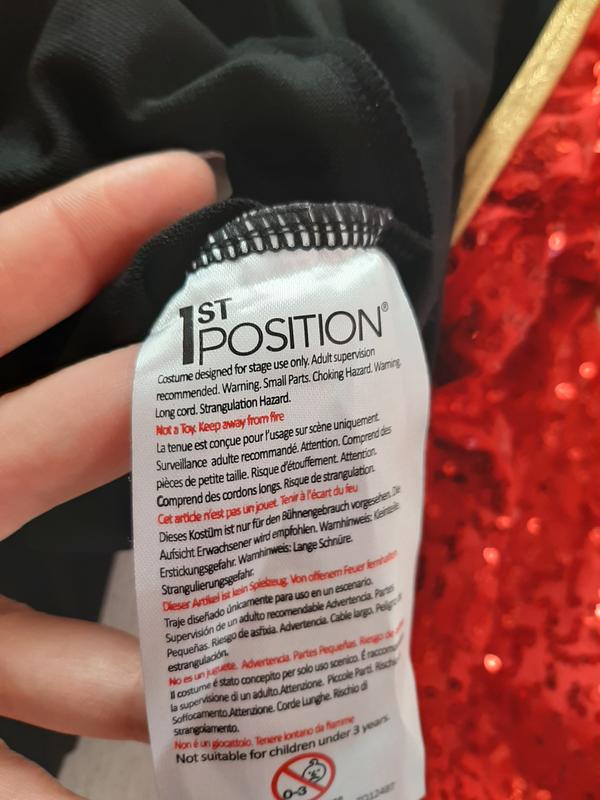 1ST
POSITION®
Costume designed for stage use only. Adult supervision
recommended. Warning. Small Parts. Choking Hazard. Warning.
Long cord. Strangulation Hazard.
Not a Toy. Keep away from fire
La tenue est conçue pour l'usage sur scène uniquement.
Surveillance adulte recommandé. Attention. Comprend des
pièces de petite taille. Risque d'étouffement. Attention.
Comprend des cordons longs. Risque de strangulation.
Cet article n'est pas un jouet. Tenir à l'écart du feu
Dieses Kostüm ist nur für den Bühnengebrauch vorgesehen. Die
Aufsicht Erwachsener wird empfohlen. Warnhinweis: Kleinteile.
Erstickungsgefahr. Warnhinweis: Lange Schnüre.
Strangulierungsgefahr.
Dieser Artikel ist kein Spielzeug. Von offenem Feuer fernhalten
Traje diseñado únicamente para uso en un escenario.
Supervisión de un adulto recomendable Advertencia. Partes
Pequeñas. Riesgo de asfixia. Advertencia. Cable largo. Peligro de
estrangulación.
No es un juguete. Advertencia. Partes Pequeñas. Riesgo de
Il costume é stato concepito per solo uso scenico. É
la supervisione di un adulto.Attenzione. Piccole Parti. Rischio
Soffocamento.Attenzione. Corde Lunghe. Rischio di
strangolamento.
Non é un giocattolo. Tenere lontano da fiamme
Not suitable for children under 3 years.
0-3